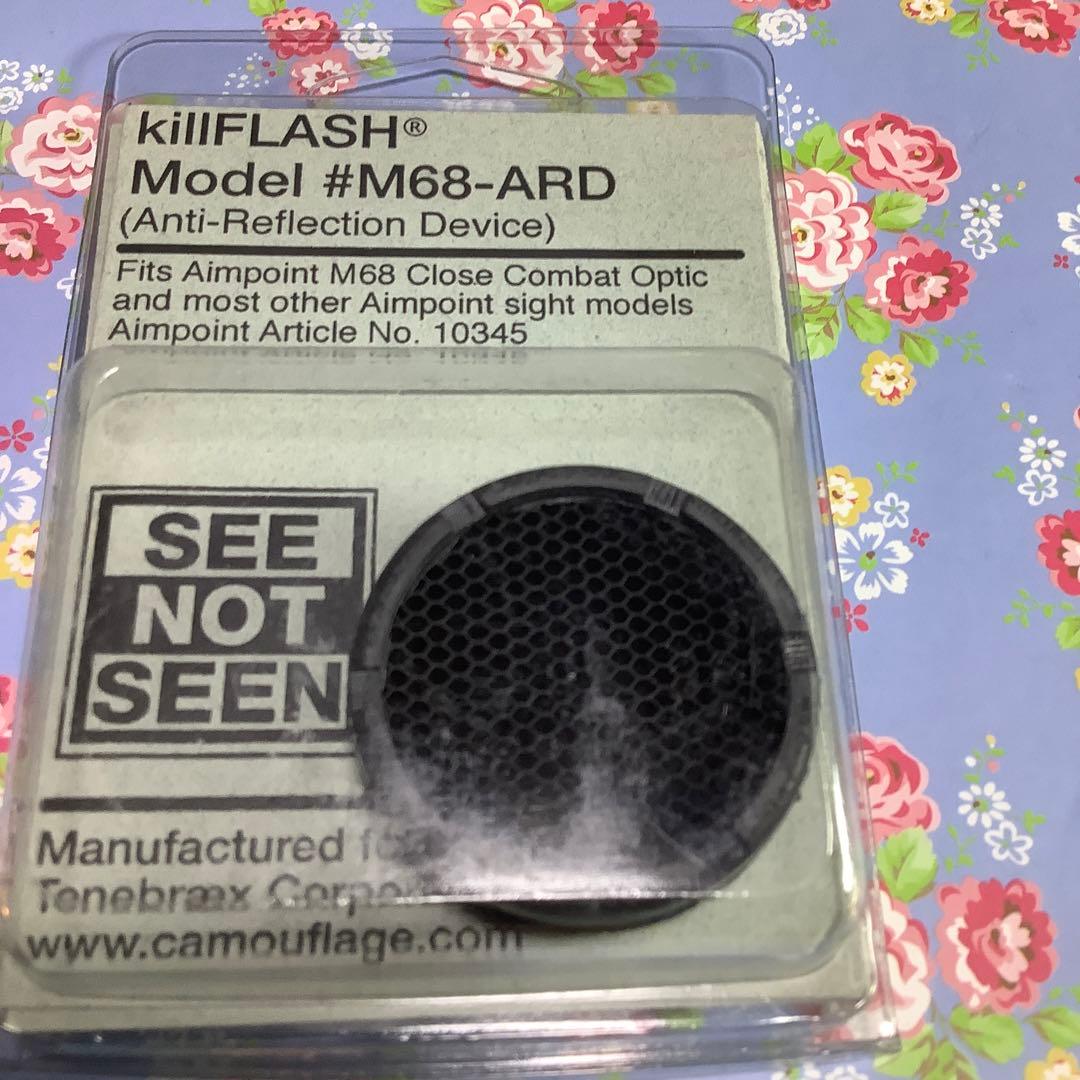 killFLASH®
Model #M68-ARD
(Anti-Reflection Device)
Fits Aimpoint M68 Close Combat Optic
and most other Aimpoint sight models
Aimpoint Article No. 10345
SEE
NOT
SEEN
Manufactured
Tenebræx
www.camouflage.com